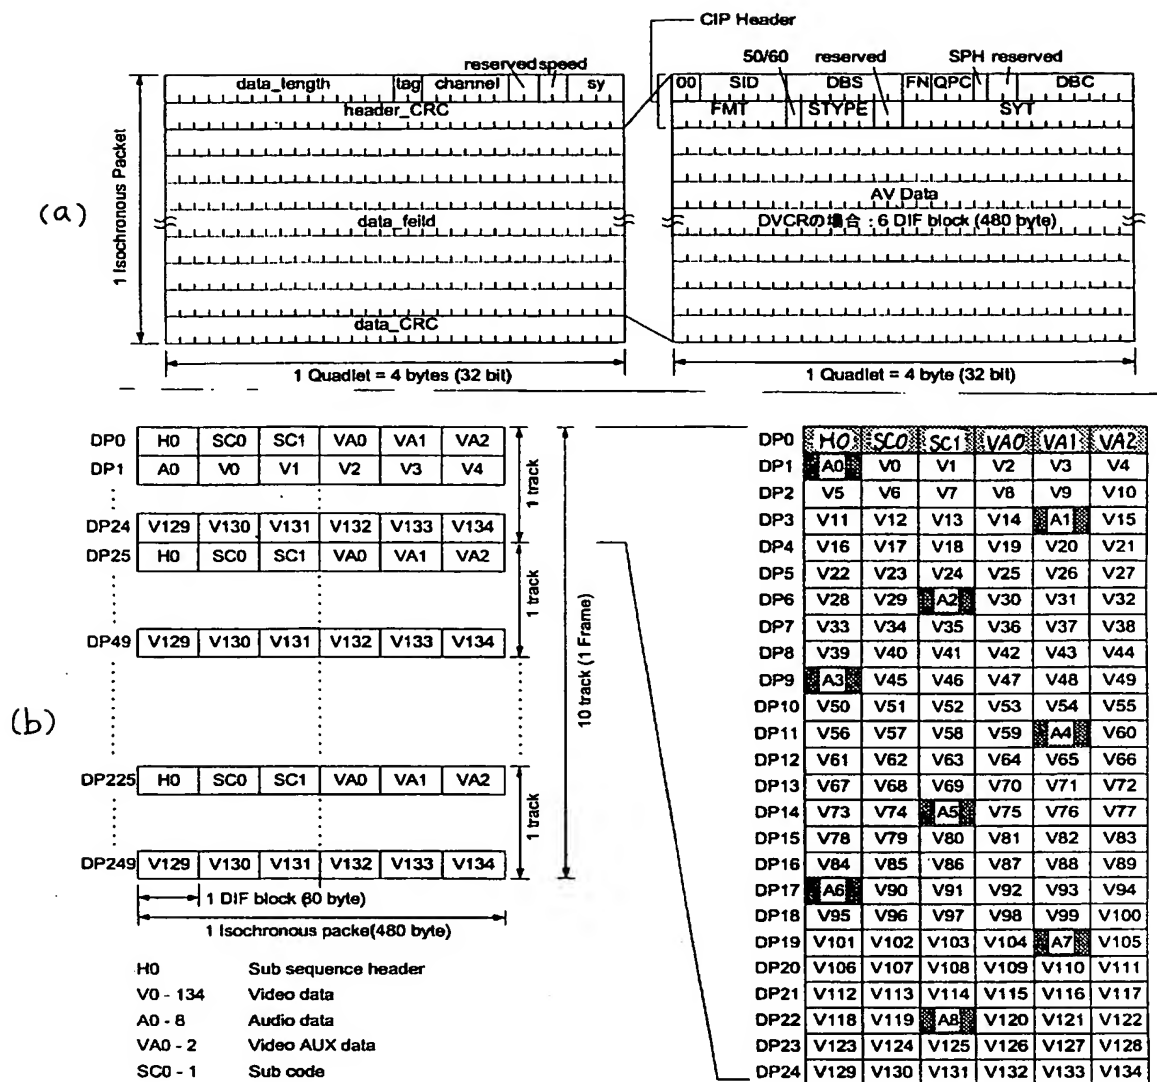 CIP Header
reserved speed
50/60 reserved SPH reserved
data_length tag channel sy
00 SID DBS FN QPC DBC
header_CRC
FMT STYPE SYT
(a)
1 Isochronous Packet
data_feild
AV Data
DVCRの場合 : 6 DIF block (480 byte)
data_CRC
1 Quadlet = 4 bytes (32 bit)
1 Quadlet = 4 byte (32 bit)
(b)
DP0 H0 SC0 SC1 VA0 VA1 VA2
DP1 A0 V0 V1 V2 V3 V4
DP24 V129 V130 V131 V132 V133 V134
DP25 H0 SC0 SC1 VA0 VA1 VA2
DP49 V129 V130 V131 V132 V133 V134
DP225 H0 SC0 SC1 VA0 VA1 VA2
DP249 V129 V130 V131 V132 V133 V134
1 track
1 track
1 track
10 track (1 Frame)
1 DIF block (80 byte)
1 Isochronous packe(480 byte)
H0 Sub sequence header
V0 - 134 Video data
A0 - 8 Audio data
VA0 - 2 Video AUX data
SC0 - 1 Sub code
DP0 H0 SC0 SC1 VA0 VA1 VA2
DP1 A0 V0 V1 V2 V3 V4
DP2 V5 V6 V7 V8 V9 V10
DP3 V11 V12 V13 V14 A1 V15
DP4 V16 V17 V18 V19 V20 V21
DP5 V22 V23 V24 V25 V26 V27
DP6 V28 V29 A2 V30 V31 V32
DP7 V33 V34 V35 V36 V37 V38
DP8 V39 V40 V41 V42 V43 V44
DP9 A3 V45 V46 V47 V48 V49
DP10 V50 V51 V52 V53 V54 V55
DP11 V56 V57 V58 V59 A4 V60
DP12 V61 V62 V63 V64 V65 V66
DP13 V67 V68 V69 V70 V71 V72
DP14 V73 V74 A5 V75 V76 V77
DP15 V78 V79 V80 V81 V82 V83
DP16 V84 V85 V86 V87 V88 V89
DP17 A6 V90 V91 V92 V93 V94
DP18 V95 V96 V97 V98 V99 V100
DP19 V101 V102 V103 V104 A7 V105
DP20 V106 V107 V108 V109 V110 V111
DP21 V112 V113 V114 V115 V116 V117
DP22 V118 V119 A8 V120 V121 V122
DP23 V123 V124 V125 V126 V127 V128
DP24 V129 V130 V131 V132 V133 V134